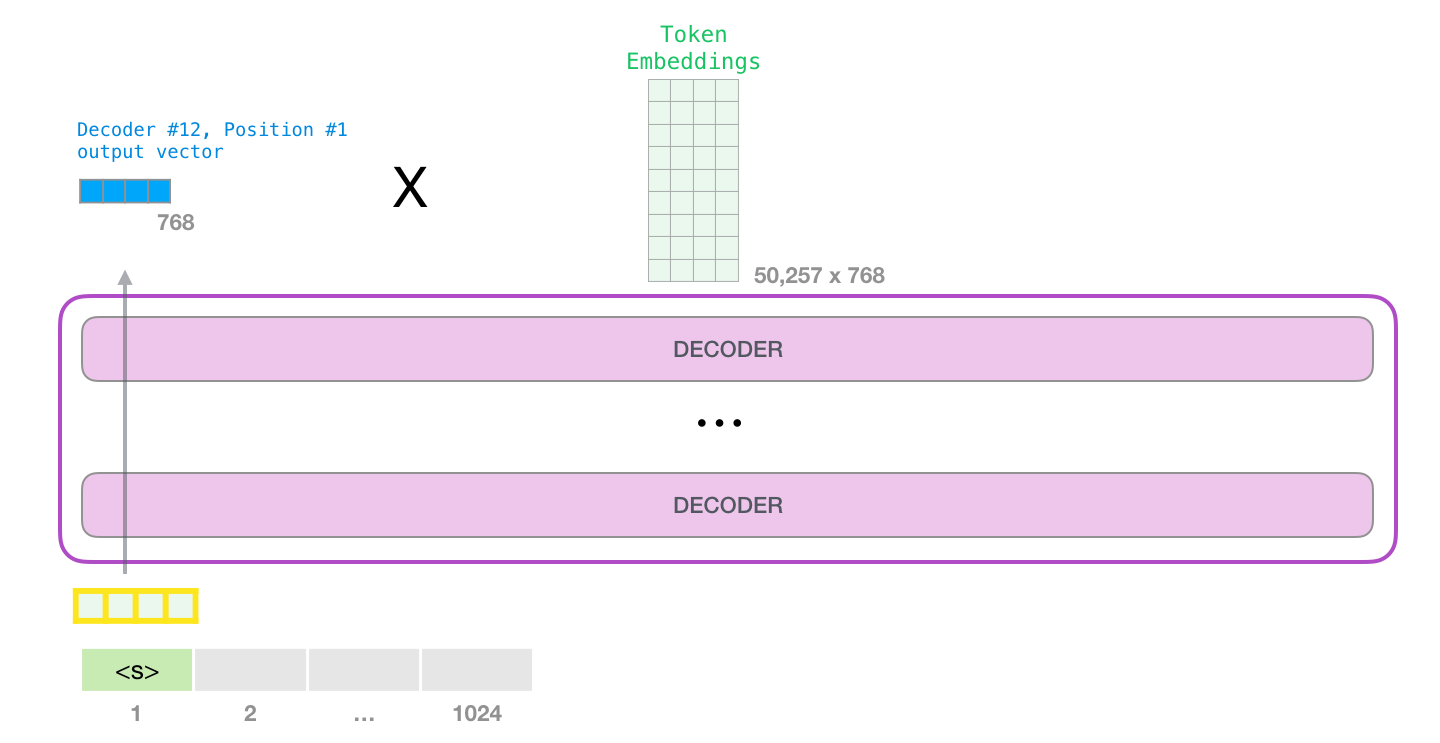 Token
Embeddings
Decoder #12, Position #1
output vector
X
768
50,257 x 768
DECODER
...
DECODER
<s>
1 2 ... 1024